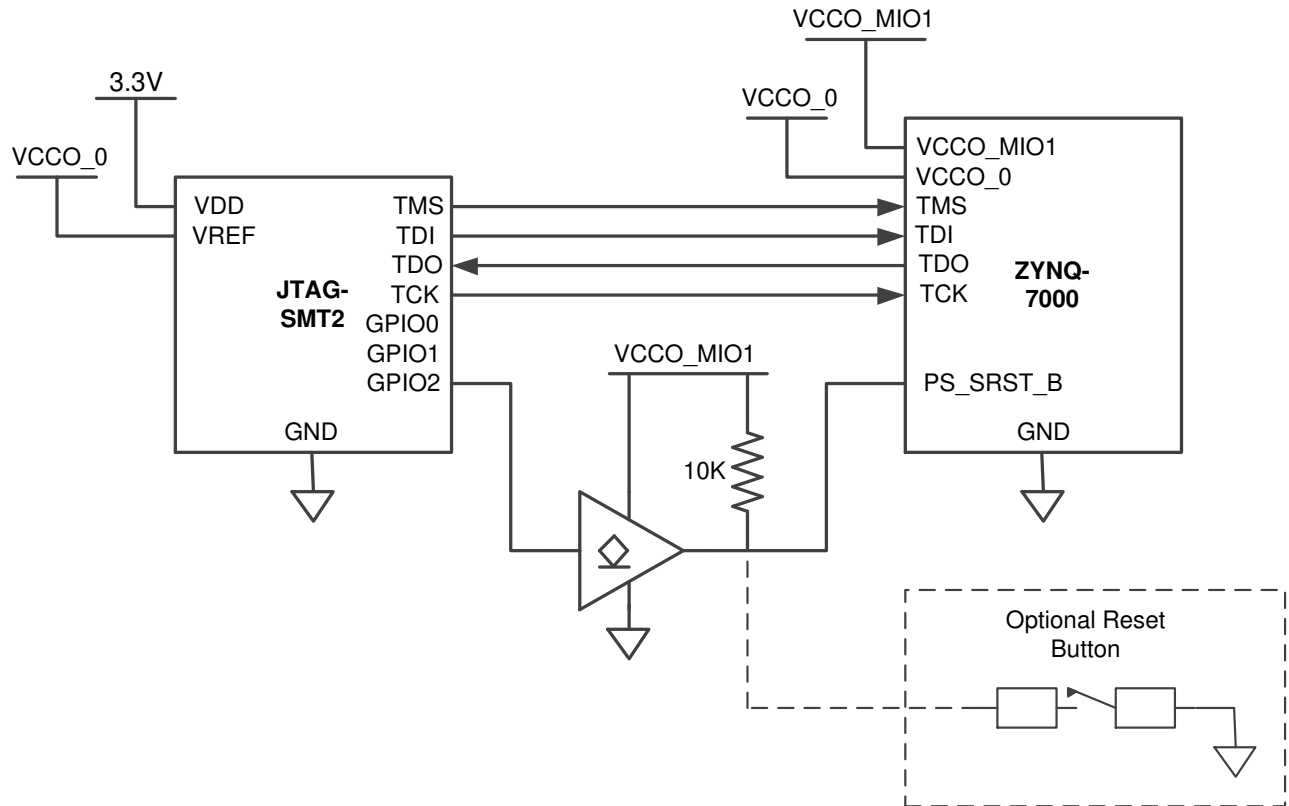 VCCO_MIO1
3.3V
VCCO_0
VCCO_0
VDD
VREF
TMS
TDI
TDO
TCK
GPIO0
GPIO1
GPIO2
JTAG-
SMT2
GND
VCCO_MIO1
VCCO_0
TMS
TDI
TDO
TCK
ZYNQ-
7000
PS_SRST_B
GND
VCCO_MIO1
10K
Optional Reset
Button